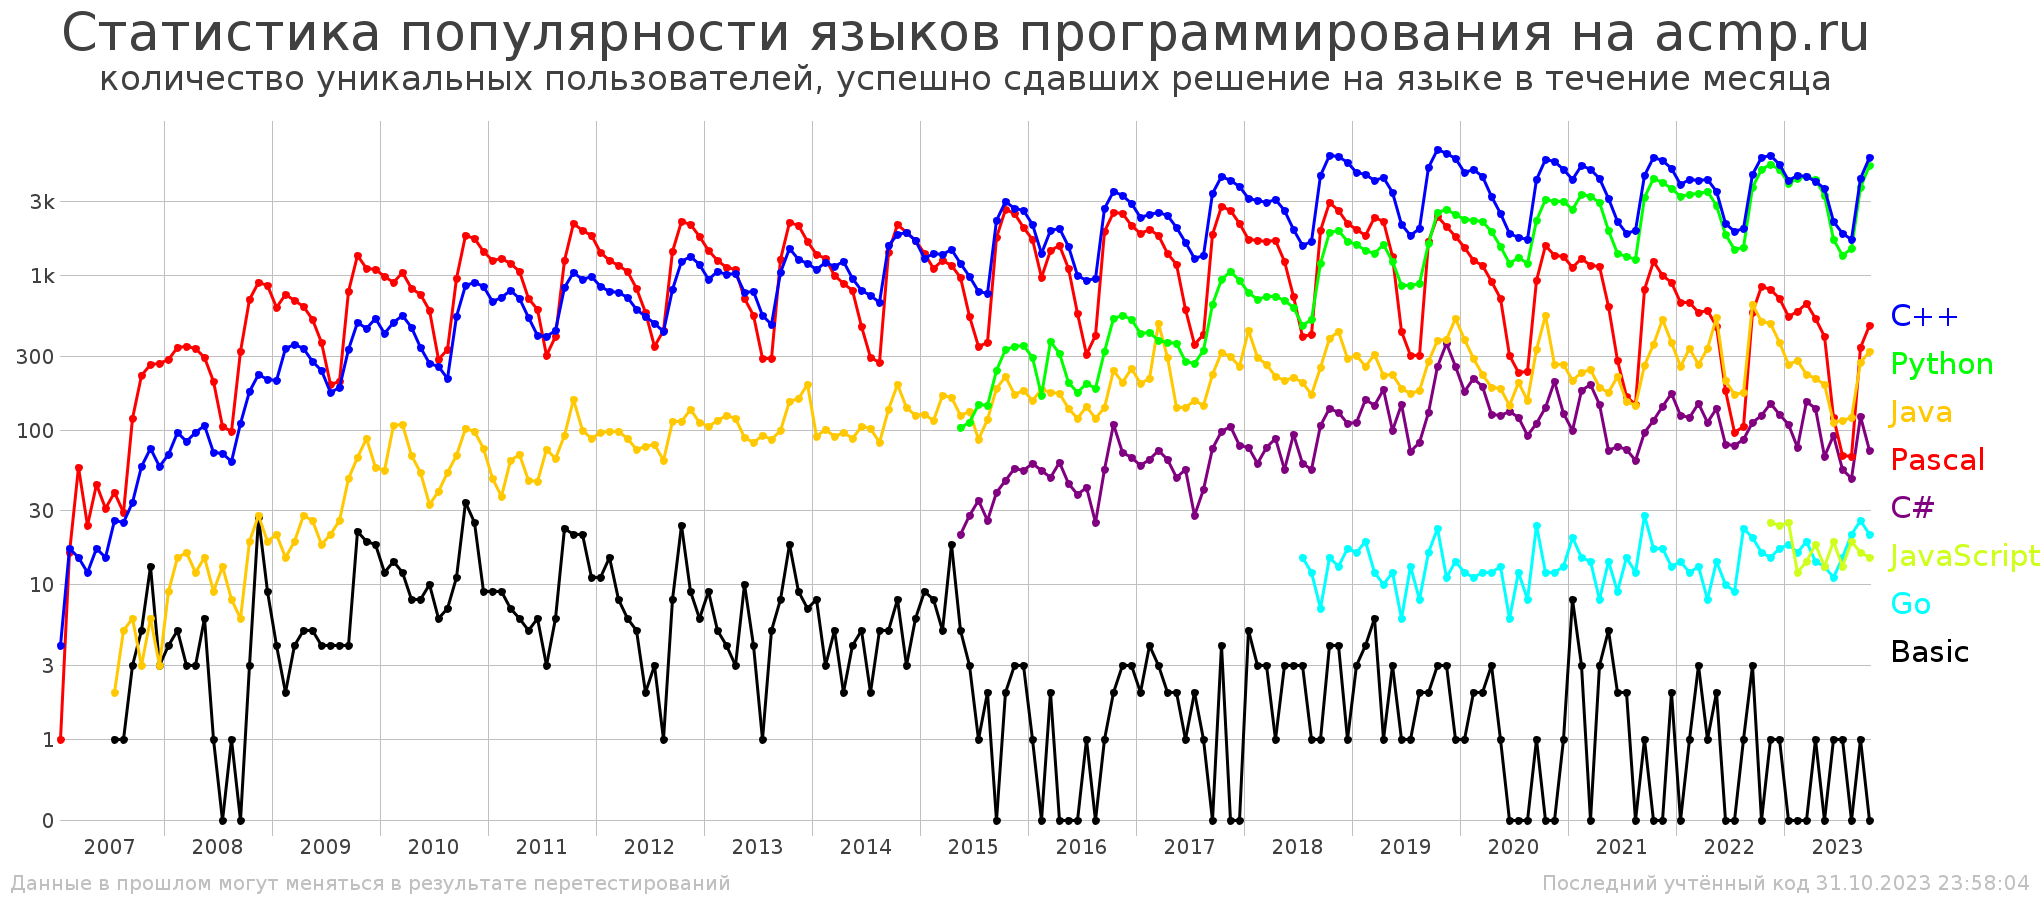 Статистика популярности языков программирования на acmp.ru
количество уникальных пользователей, успешно сдавших решение на языке в течение месяца
3k
1k
300
100
30
10
3
1
0
C++
Python
Java
Pascal
C#
JavaScript
Go
Basic
2007 2008 2009 2010 2011 2012 2013 2014 2015 2016 2017 2018 2019 2020 2021 2022 2023
Данные в прошлом могут меняться в результате перетестирований
Последний учтённый код 31.10.2023 23:58:04